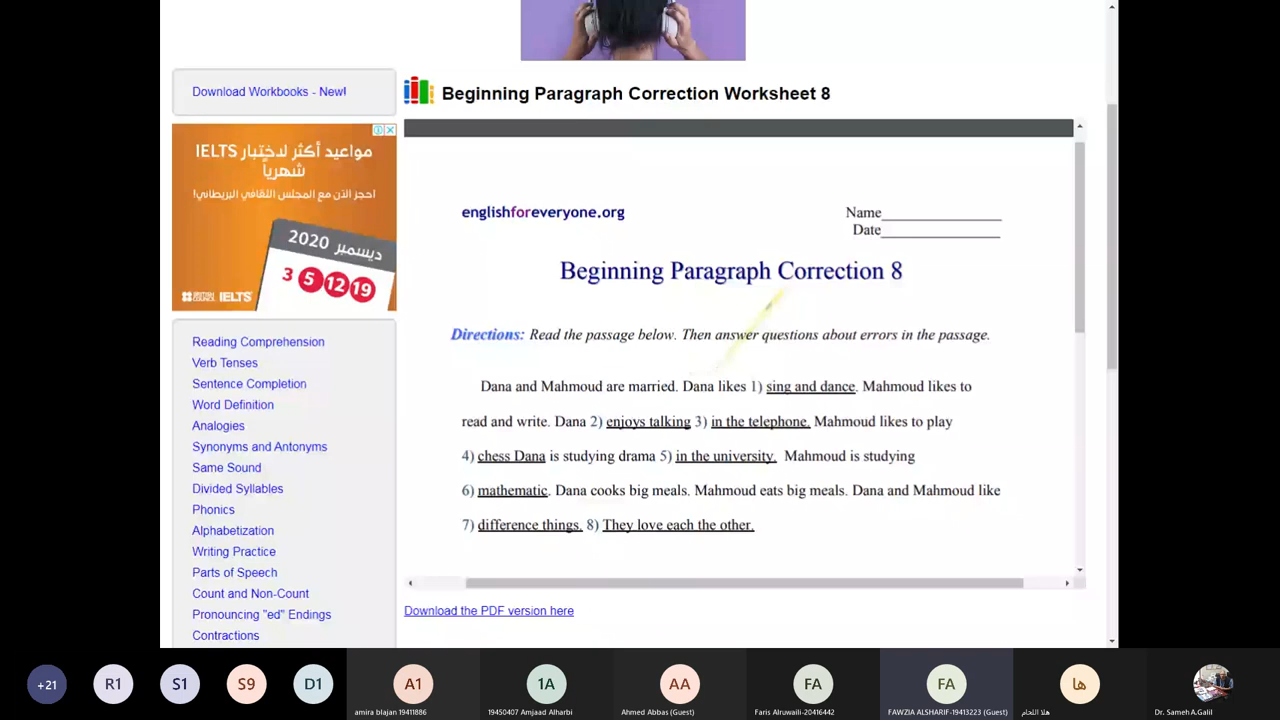 Download Workbooks - New!
Beginning Paragraph Correction Worksheet 8
مواعيد أكثر لاختبار IELTS
شهرياً
احجز الآن مع المجلس الثقافي البريطاني!
ديسمبر 2020
3 5 12 19
BRITISH COUNCIL IELTS
Reading Comprehension
Verb Tenses
Sentence Completion
Word Definition
Analogies
Synonyms and Antonyms
Same Sound
Divided Syllables
Phonics
Alphabetization
Writing Practice
Parts of Speech
Count and Non-Count
Pronouncing "ed" Endings
Contractions
englishforeveryone.org
Name________________
Date________________
Beginning Paragraph Correction 8
Directions: Read the passage below. Then answer questions about errors in the passage.
Dana and Mahmoud are married. Dana likes 1) sing and dance. Mahmoud likes to
read and write. Dana 2) enjoys talking 3) in the telephone. Mahmoud likes to play
4) chess Dana is studying drama 5) in the university. Mahmoud is studying
6) mathematic. Dana cooks big meals. Mahmoud eats big meals. Dana and Mahmoud like
7) difference things. 8) They love each the other.
Download the PDF version here
+21
R1
S1
S9
D1
A1
amira blajan 19411886
1A
19450407 Amjaad Alharbi
AA
Ahmed Abbas (Guest)
FA
Faris Alruwaili-20416442
FA
FAWZIA ALSHARIF-19413223 (Guest)
ها
هلا اللحام
Dr. Sameh A.Galil